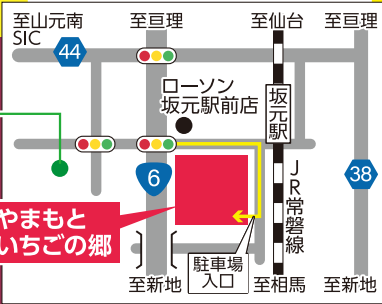 至山元南
SIC
至亘理
至仙台
至亘理
44
ローソン
坂元駅前店
坂元駅
6
JR常磐線
38
やまもと
いちごの郷
駐車場
入口
至新地
至相馬
至新地